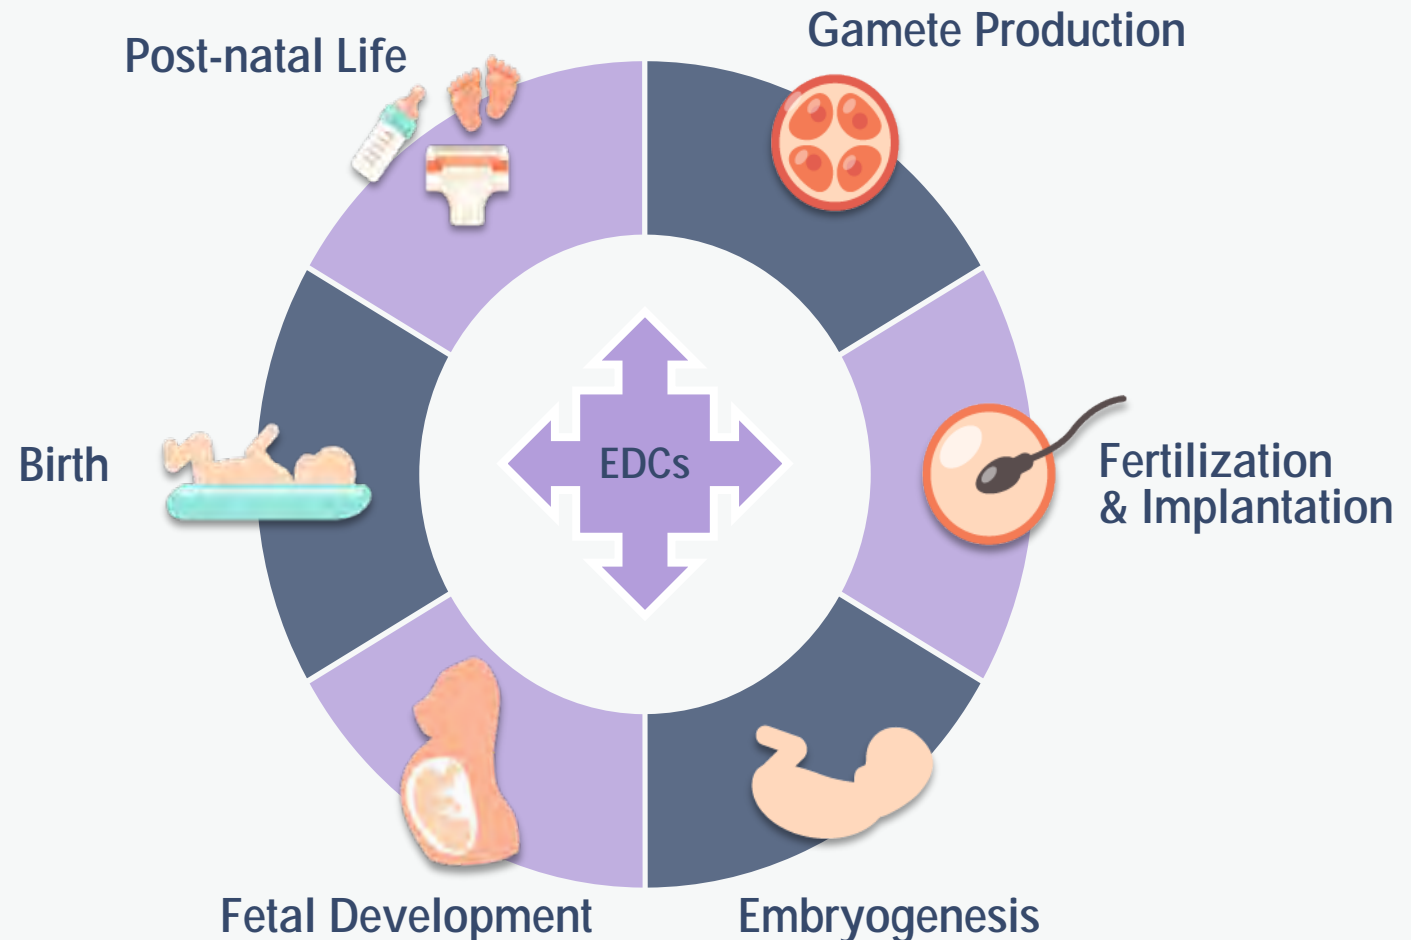 Post-natal Life
Gamete Production
Birth
EDCs
Fertilization
& Implantation
Fetal Development
Embryogenesis